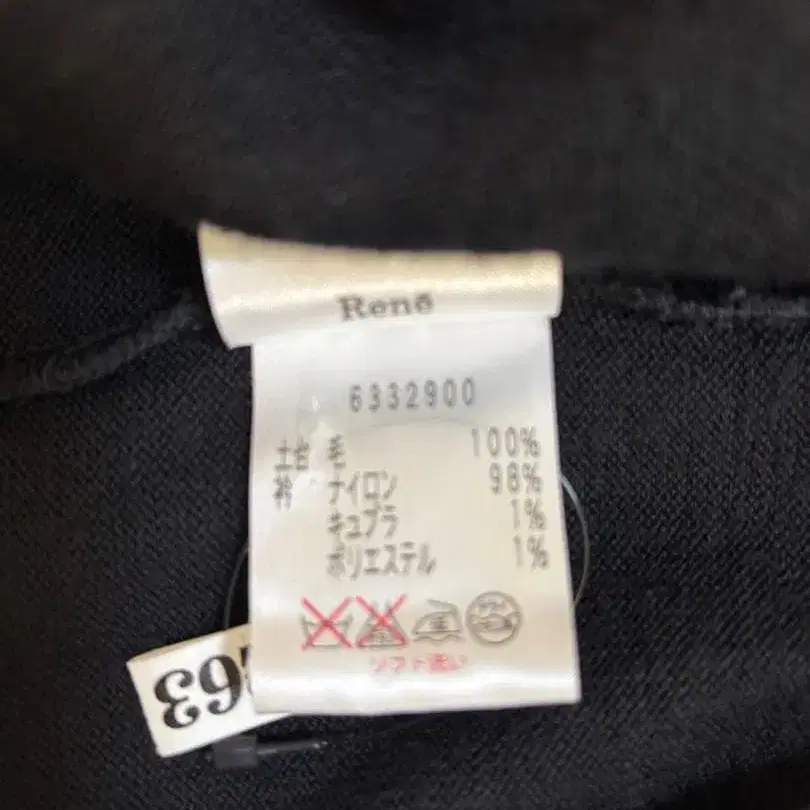 René
6332900
土台 毛 100%
衿 ナイロン 98%
キュプラ 1%
ポリエステル 1%
ソフト洗い
263